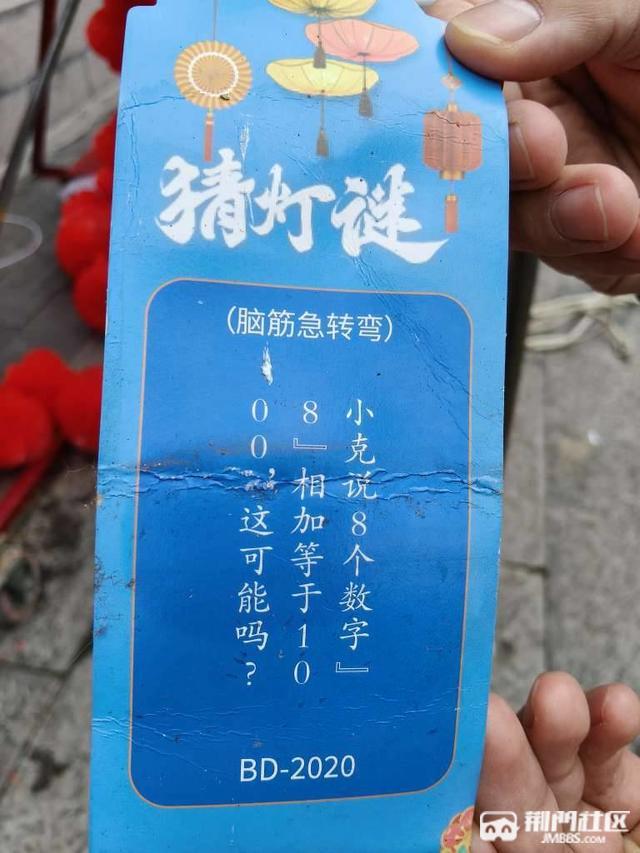 猜灯谜
(脑筋急转弯)
小克说8个数字』
8』相加等于10
00,这可能吗?
BD-2020
荆門社区
JMBBS.COM